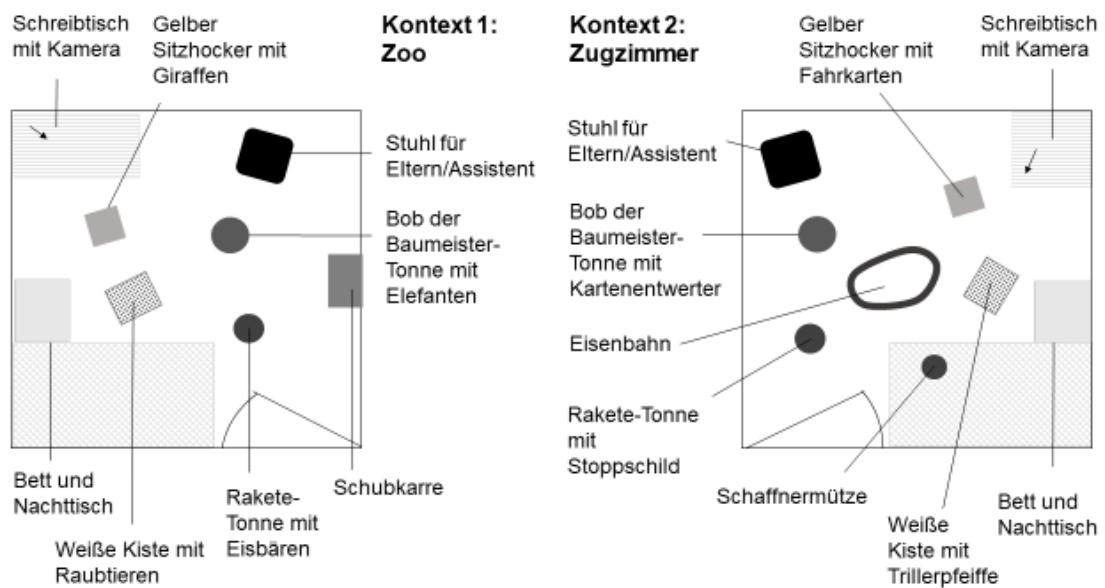 Schreibtisch
mit Kamera
Gelber
Sitzhocker mit
Giraffen
Kontext 1:
Zoo
Stuhl für
Eltern/Assistent
Bob der
Baumeister-
Tonne mit
Elefanten
Schubkarre
Rakete-
Tonne mit
Eisbären
Bett und
Nachttisch
Weiße Kiste mit
Raubtieren
Kontext 2:
Zugzimmer
Gelber
Sitzhocker mit
Fahrkarten
Schreibtisch
mit Kamera
Stuhl für
Eltern/Assistent
Bob der
Baumeister-
Tonne mit
Kartenentwerter
Eisenbahn
Rakete-Tonne
mit
Stoppschild
Schaffnermütze
Weiße
Kiste mit
Trillerpfeiffe
Bett und
Nachttisch